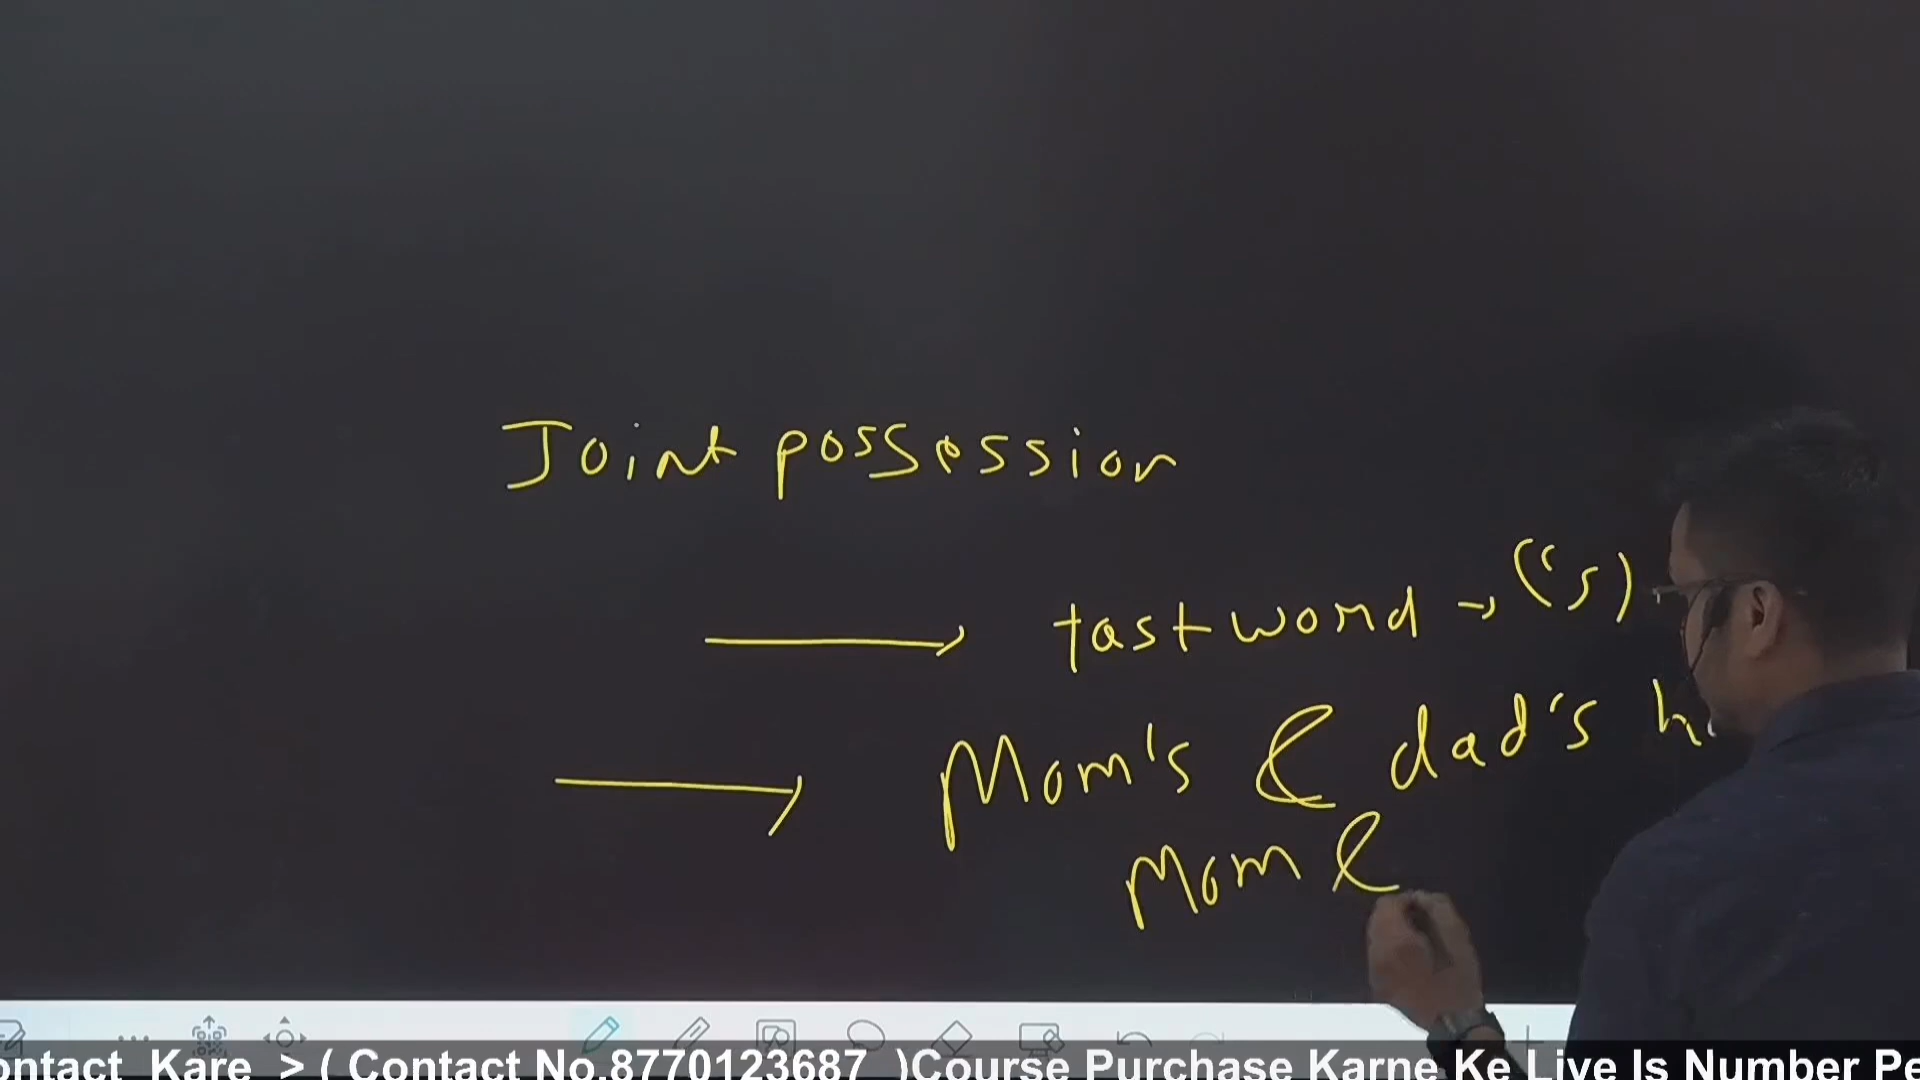 Joint possession
last word → ('s)
Mom's & dad's h
Mom &
ontact Kare > ( Contact No.8770123687 )Course Purchase Karne Ke Live Is Number Pe